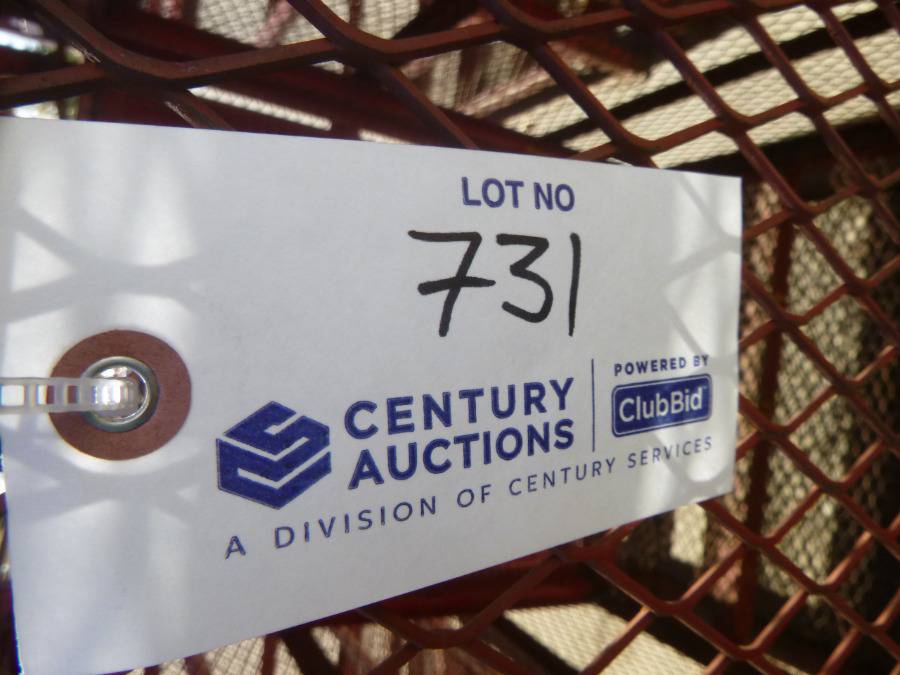 LOT NO
731
CENTURY
AUCTIONS
POWERED BY
ClubBid
A DIVISION OF CENTURY SERVICES